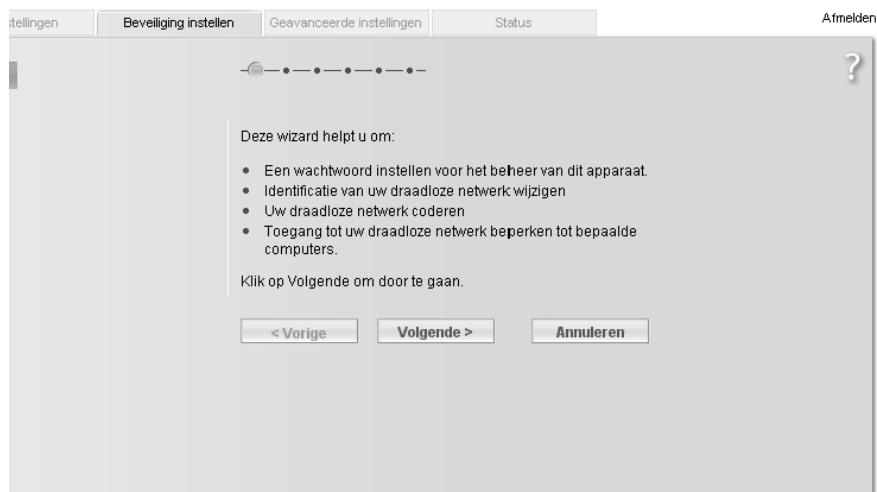 tellingen Beveiliging instellen Geavanceerde instellingen Status Afmelden
?
Deze wizard helpt u om:
• Een wachtwoord instellen voor het beheer van dit apparaat.
• Identificatie van uw draadloze netwerk wijzigen
• Uw draadloze netwerk coderen
• Toegang tot uw draadloze netwerk beperken tot bepaalde
computers.
Klik op Volgende om door te gaan.
< Vorige Volgende > Annuleren